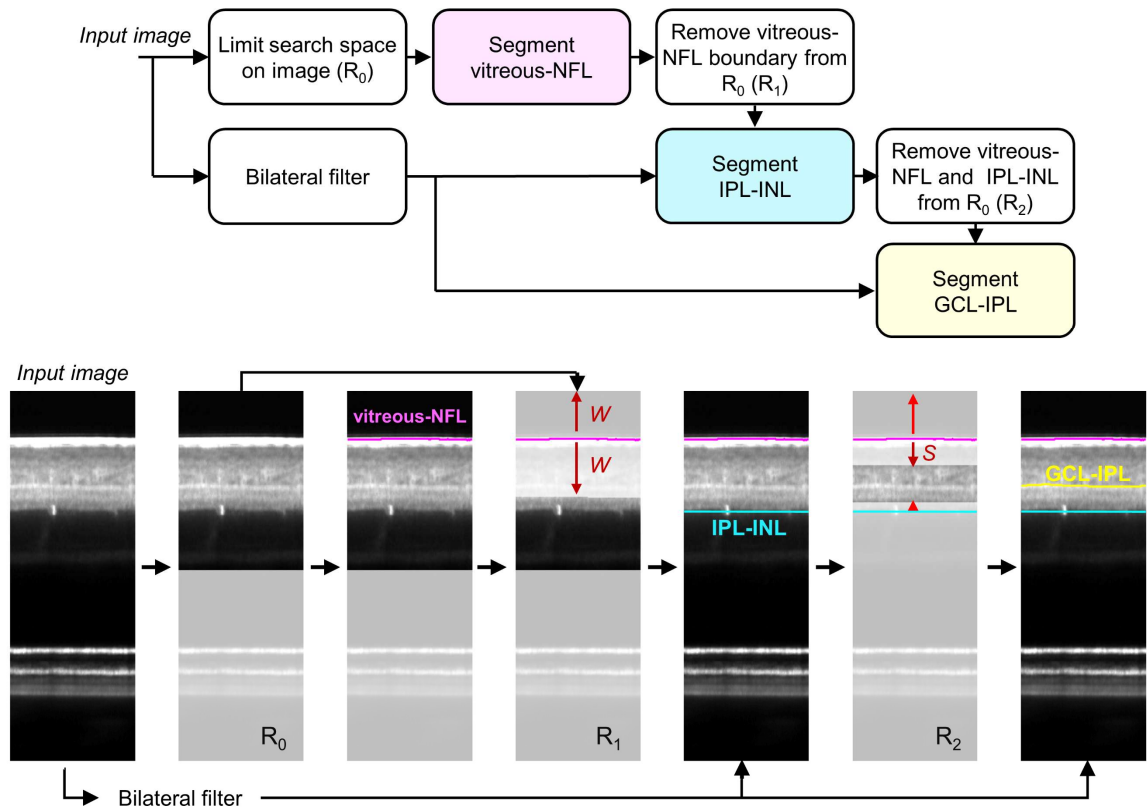 Input image
Limit search space
on image (R₀)
Segment
vitreous-NFL
Remove vitreous-
NFL boundary from
R₀ (R₁)
Bilateral filter
Segment
IPL-INL
Remove vitreous-
NFL and IPL-INL
from R₀ (R₂)
Segment
GCL-IPL
Input image
vitreous-NFL
W
W
S
GCL-IPL
IPL-INL
R₀
R₁
R₂
Bilateral filter